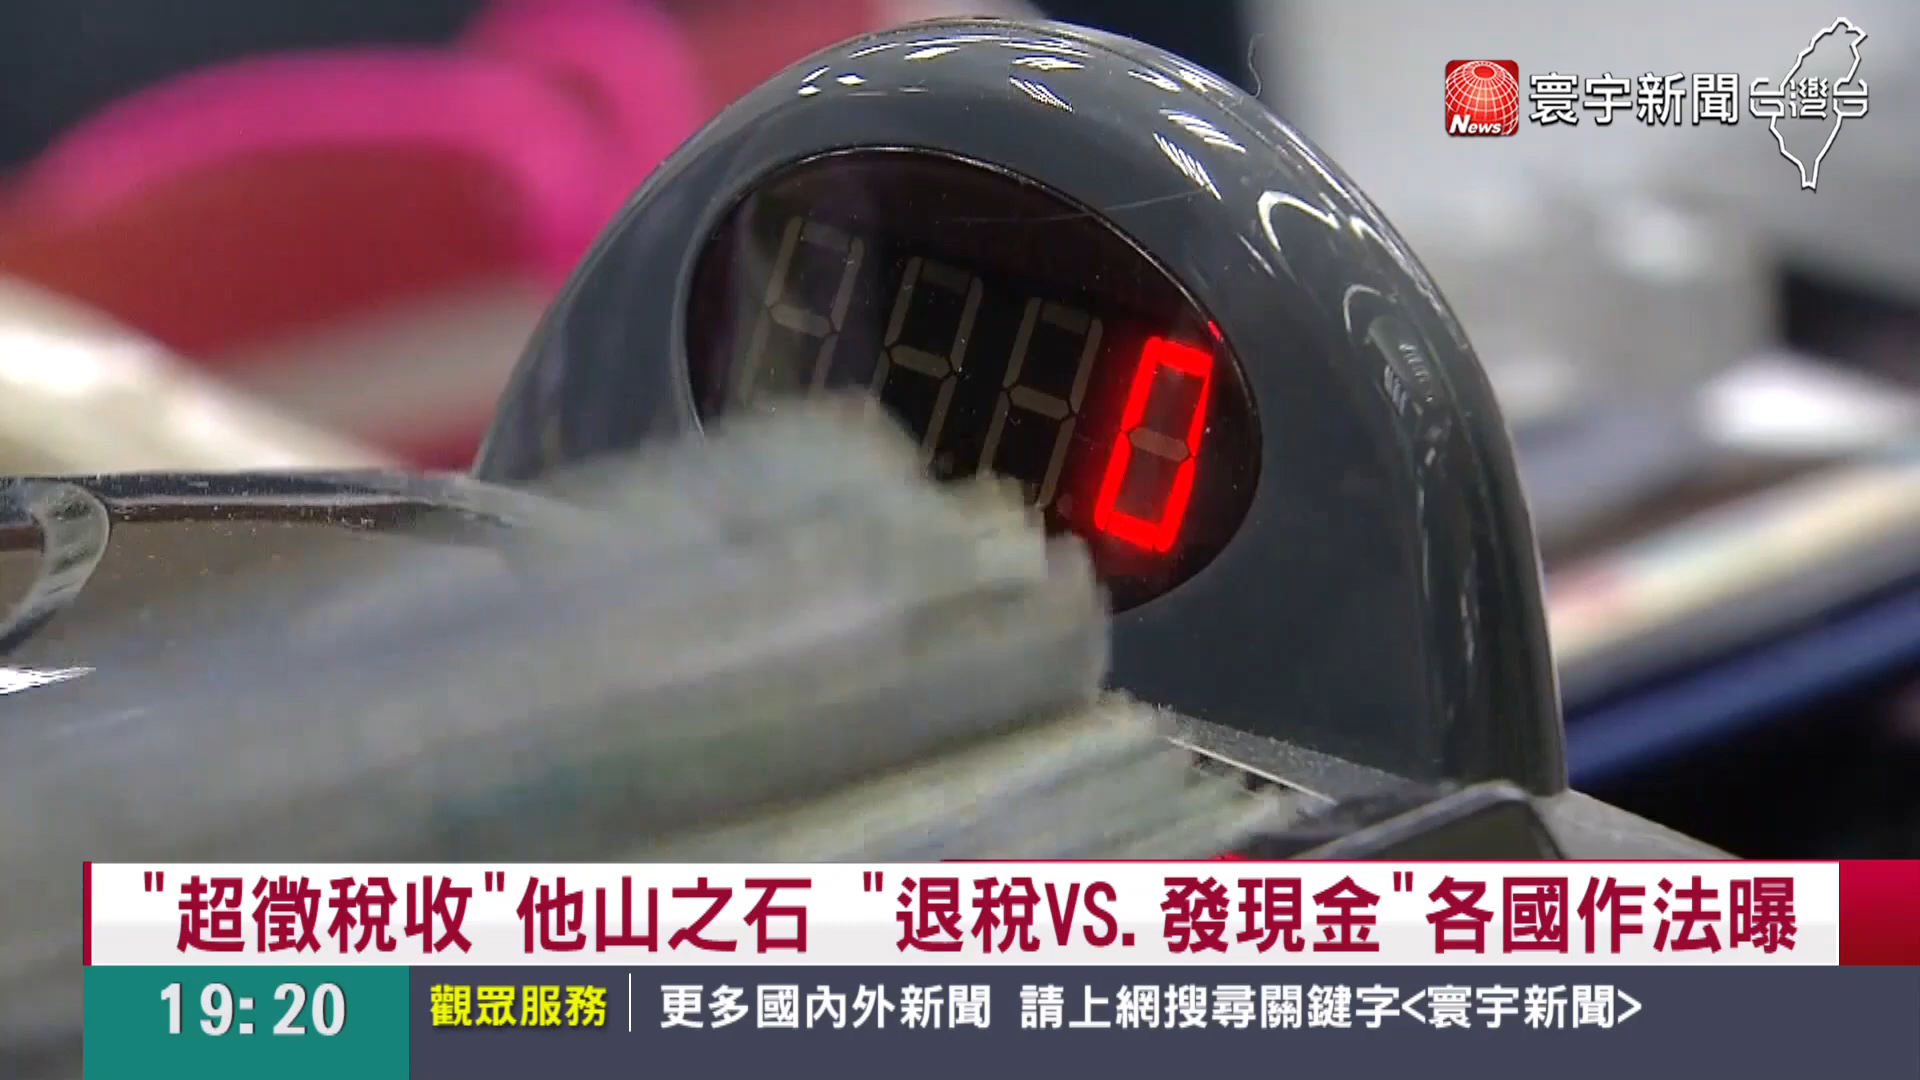 News 寰宇新聞 台灣台
0
"超徵稅收"他山之石 "退稅VS.發現金"各國作法曝
19:20 觀眾服務 更多國內外新聞 請上網搜尋關鍵字<寰宇新聞>